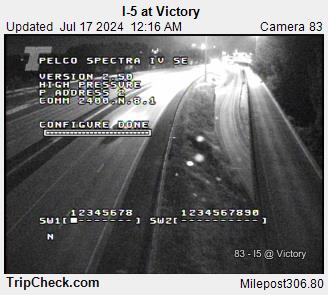 I-5 at Victory
Updated Jul 17 2024 12:16 AM Camera 83
PELCO SPECTRA IV SE
VERSION 2.50
HIGH PRESSURE
P ADDRESS 2
COMM 2400,N,8,1
CONFIGURE DONE
12345678 1234567890
SW1[■-------] SW2[----------]
N
83 - I5 @ Victory
TripCheck.com Milepost306.80